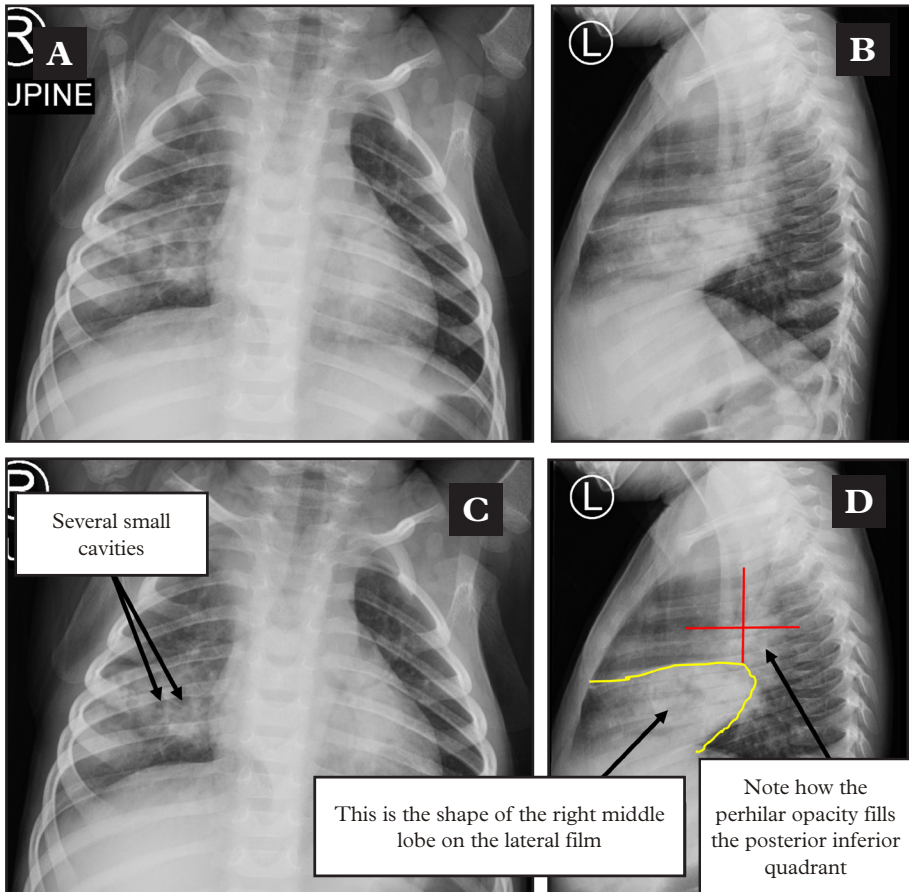 R
A
UPINE
L
B
Several small
cavities
C
L
D
This is the shape of the right middle
lobe on the lateral film
Note how the
perhilar opacity fills
the posterior inferior
quadrant